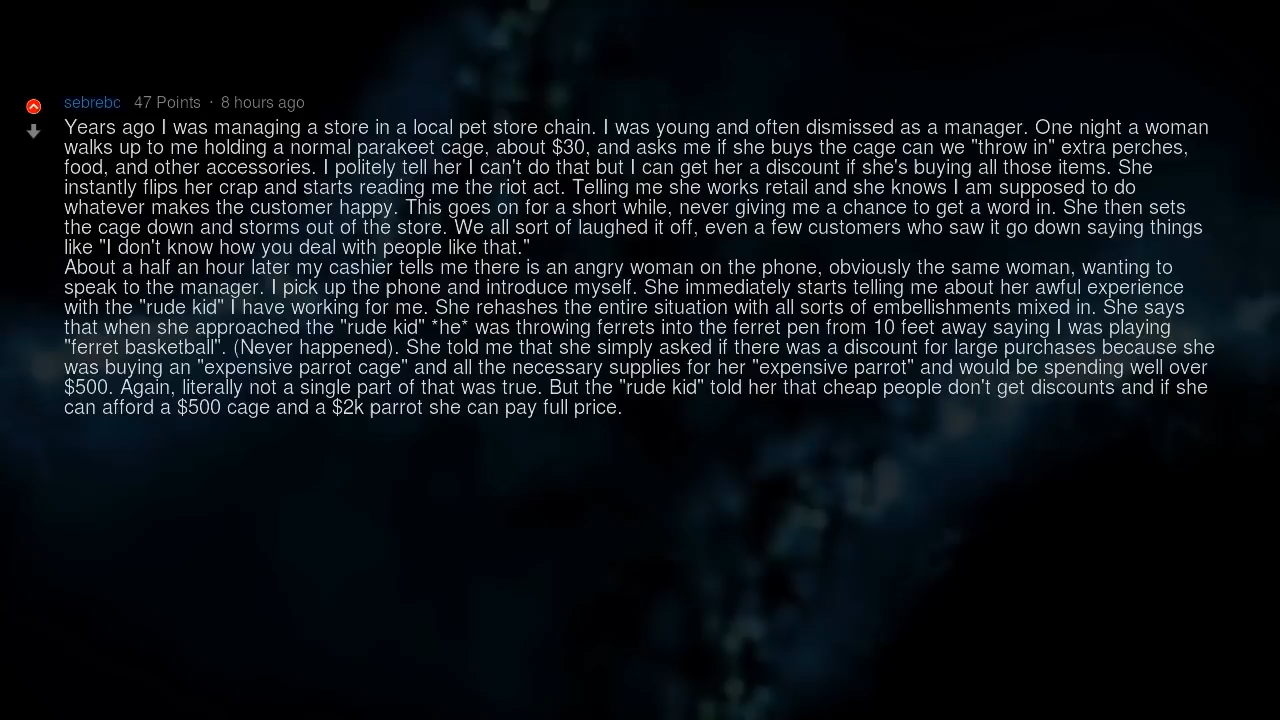 sebrebc 47 Points · 8 hours ago
Years ago I was managing a store in a local pet store chain. I was young and often dismissed as a manager. One night a woman
walks up to me holding a normal parakeet cage, about $30, and asks me if she buys the cage can we "throw in" extra perches,
food, and other accessories. I politely tell her I can't do that but I can get her a discount if she's buying all those items. She
instantly flips her crap and starts reading me the riot act. Telling me she works retail and she knows I am supposed to do
whatever makes the customer happy. This goes on for a short while, never giving me a chance to get a word in. She then sets
the cage down and storms out of the store. We all sort of laughed it off, even a few customers who saw it go down saying things
like "I don't know how you deal with people like that."
About a half an hour later my cashier tells me there is an angry woman on the phone, obviously the same woman, wanting to
speak to the manager. I pick up the phone and introduce myself. She immediately starts telling me about her awful experience
with the "rude kid" I have working for me. She rehashes the entire situation with all sorts of embellishments mixed in. She says
that when she approached the "rude kid" *he* was throwing ferrets into the ferret pen from 10 feet away saying I was playing
"ferret basketball". (Never happened). She told me that she simply asked if there was a discount for large purchases because she
was buying an "expensive parrot cage" and all the necessary supplies for her "expensive parrot" and would be spending well over
$500. Again, literally not a single part of that was true. But the "rude kid" told her that cheap people don't get discounts and if she
can afford a $500 cage and a $2k parrot she can pay full price.